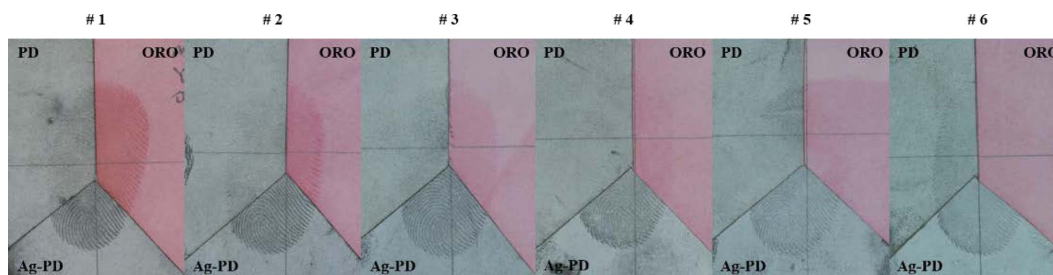 # 1 # 2 # 3 # 4 # 5 # 6
PD ORO PD ORO PD ORO PD ORO PD ORO PD ORO
Ag-PD Ag-PD Ag-PD Ag-PD Ag-PD Ag-PD